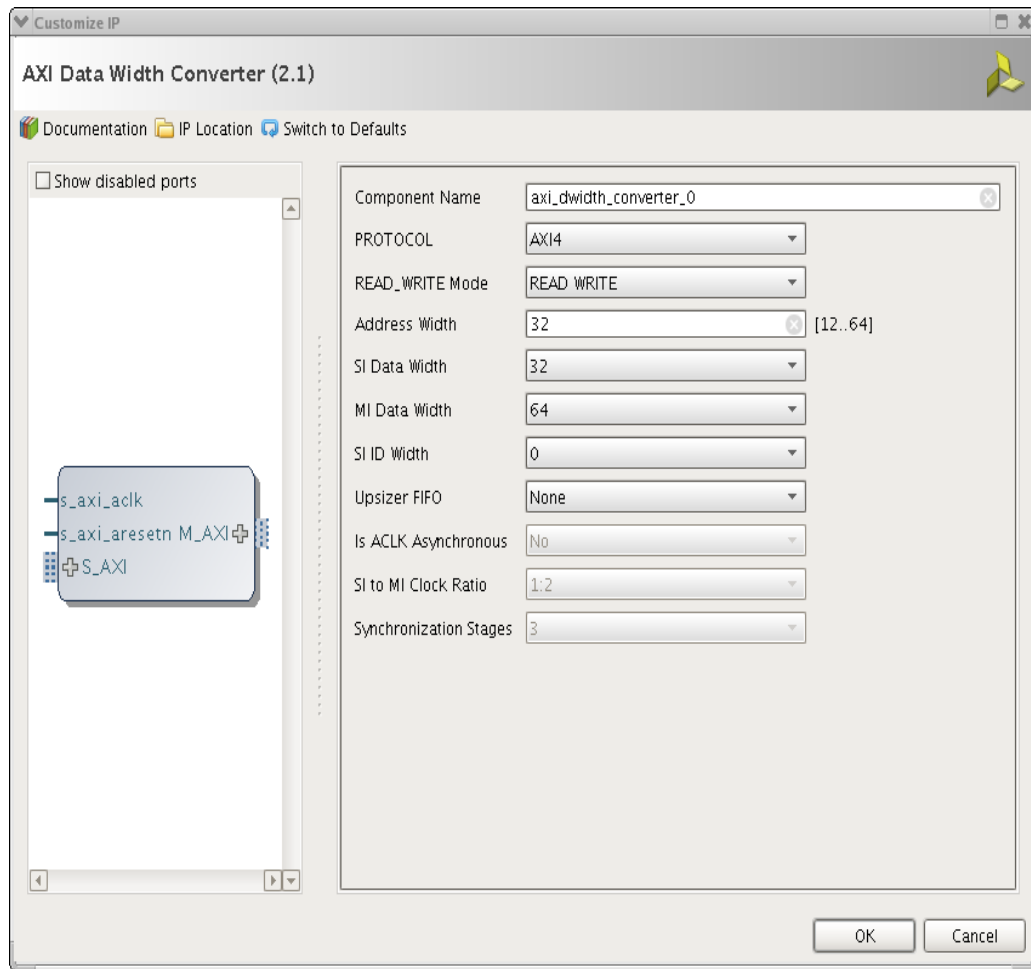 Customize IP
AXI Data Width Converter (2.1)
Documentation IP Location Switch to Defaults
Show disabled ports
s_axi_aclk
s_axi_aresetn M_AXI
S_AXI
Component Name axi_dwidth_converter_0
PROTOCOL AXI4
READ_WRITE Mode READ WRITE
Address Width 32 [12..64]
SI Data Width 32
MI Data Width 64
SI ID Width 0
Upsizer FIFO None
Is ACLK Asynchronous No
SI to MI Clock Ratio 1:2
Synchronization Stages 3
OK Cancel